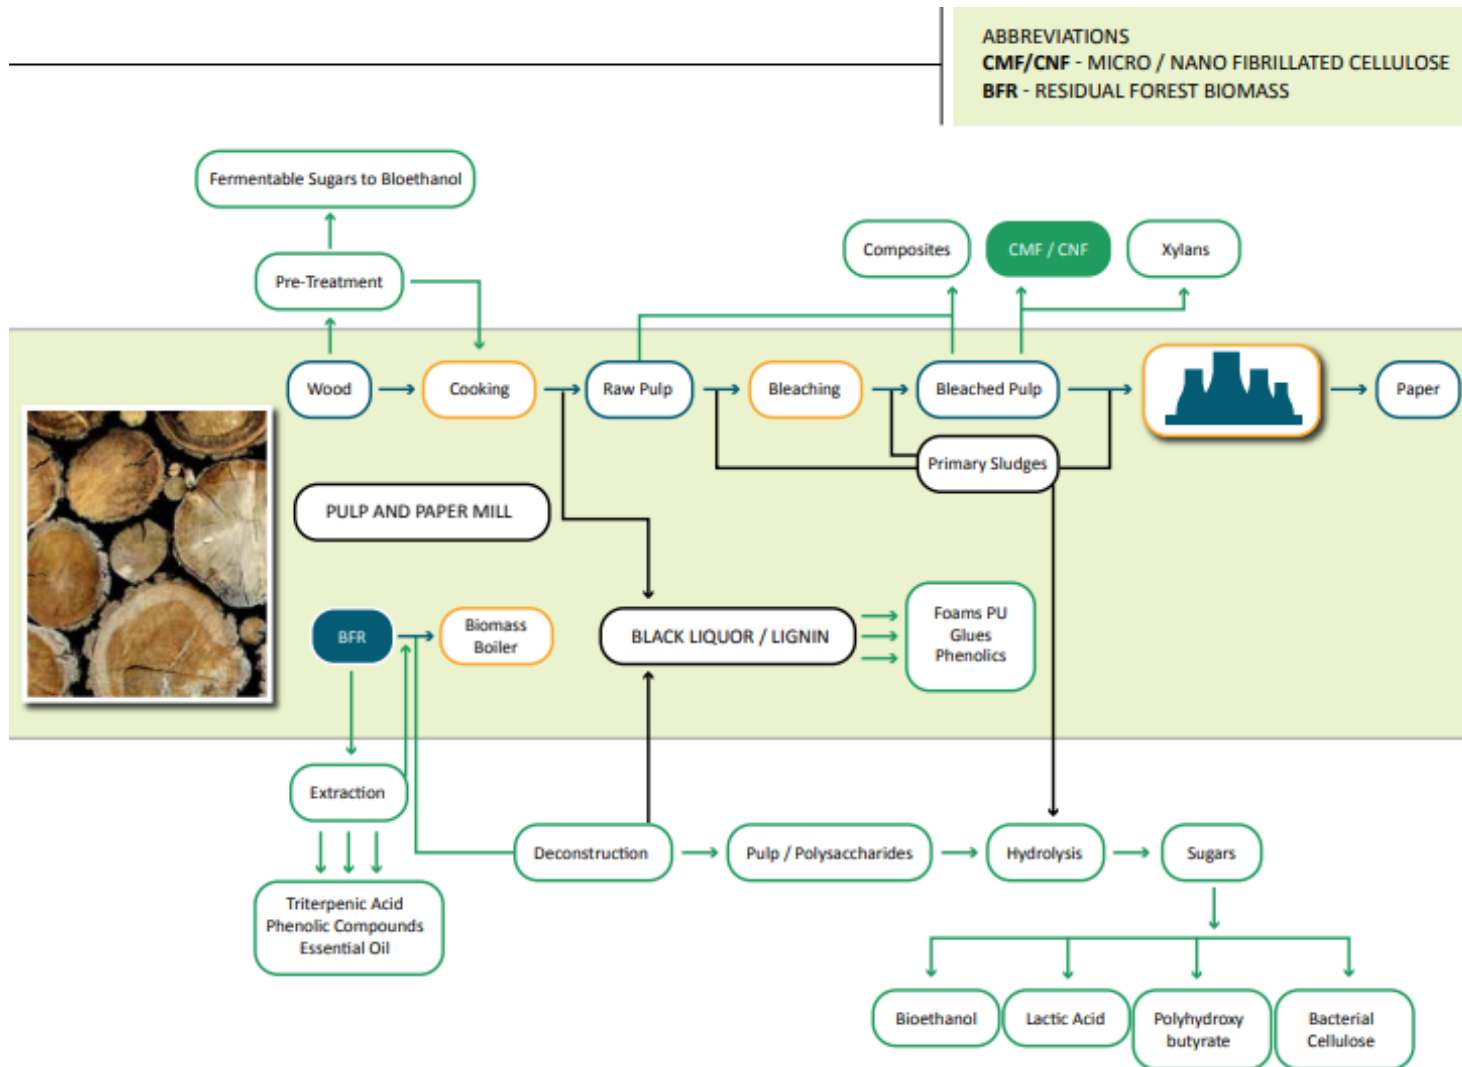 ABBREVIATIONS
CMF/CNF - MICRO / NANO FIBRILLATED CELLULOSE
BFR - RESIDUAL FOREST BIOMASS
Fermentable Sugars to Bloethanol
Pre-Treatment
Composites
CMF / CNF
Xylans
Wood
Cooking
Raw Pulp
Bleaching
Bleached Pulp
Paper
Primary Sludges
PULP AND PAPER MILL
BFR
Biomass
Boiler
BLACK LIQUOR / LIGNIN
Foams PU
Glues
Phenolics
Extraction
Deconstruction
Pulp / Polysaccharides
Hydrolysis
Sugars
Triterpenic Acid
Phenolic Compounds
Essential Oil
Bioethanol
Lactic Acid
Polyhydroxy
butyrate
Bacterial
Cellulose